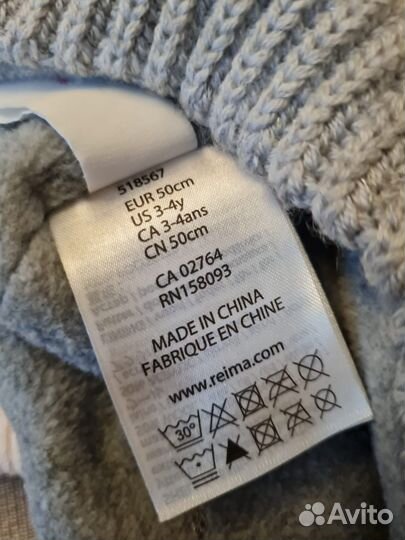 518567
EUR 50cm
US 3-4y
CA 3-4ans
CN 50cm
CA 02764
RN158093
MADE IN CHINA
FABRIQUE EN CHINE
www.reima.com
30°
Avito